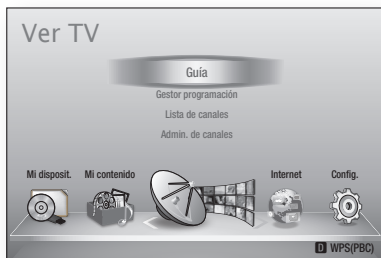 Ver TV
Guía
Gestor programación
Lista de canales
Admin. de canales
Mi disposit.
Mi contenido
Internet
Config.
D WPS(PBC)